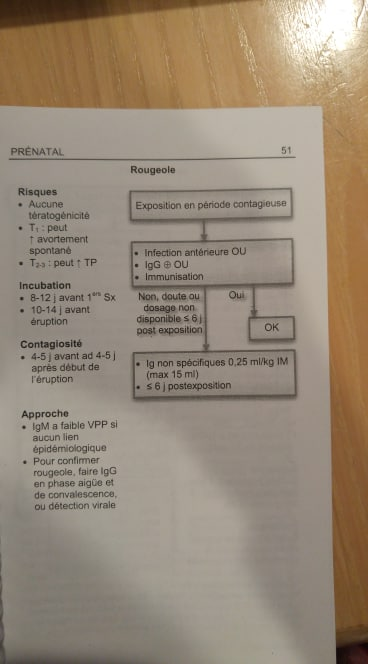 PRÉNATAL 51
Rougeole
Risques
• Aucune
tératogénicité
• T₁ : peut
↑ avortement
spontané
• T₂₋₃ : peut ↑ TP
Incubation
• 8-12 j avant 1ers Sx
• 10-14 j avant
éruption
Contagiosité
• 4-5 j avant ad 4-5 j
après début de
l'éruption
Approche
• IgM a faible VPP si
aucun lien
épidémiologique
• Pour confirmer
rougeole, faire IgG
en phase aigüe et
de convalescence,
ou détection virale
Exposition en période contagieuse
• Infection antérieure OU
• IgG ⊕ OU
• Immunisation
Non, doute ou
dosage non
disponible ≤ 6 j
post exposition
Oui
OK
• Ig non spécifiques 0,25 ml/kg IM
(max 15 ml)
• ≤ 6 j postexposition